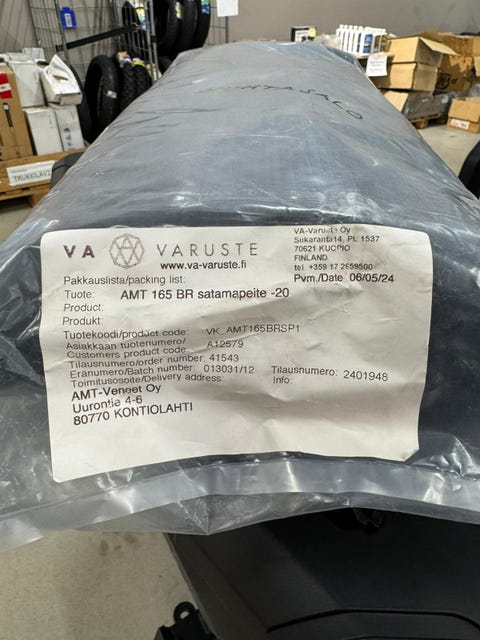 VA VARUSTE
www.va-varuste.fi
VA-Varuste Oy
Siikaranta14, PL 1537
70621 KUOPIO
FINLAND
tel. +359 17 2659500
Pvm./Date 06/05/24
Pakkauslista/packing list:
Tuote: AMT 165 BR satamapeite -20
Product:
Produkt:
Tuotekoodi/product code: VK_AMT165BRSP1
Asiakkaan tuotenumero/ A12579
Customers product code:
Tilausnumero/order number: 41543
Eränumero/Batch number: 013031/12
Tilausnumero: 2401948
Info:
Toimitusosoite/Delivery address:
AMT-Veneet Oy
Uurontie 4-6
80770 KONTIOLAHTI